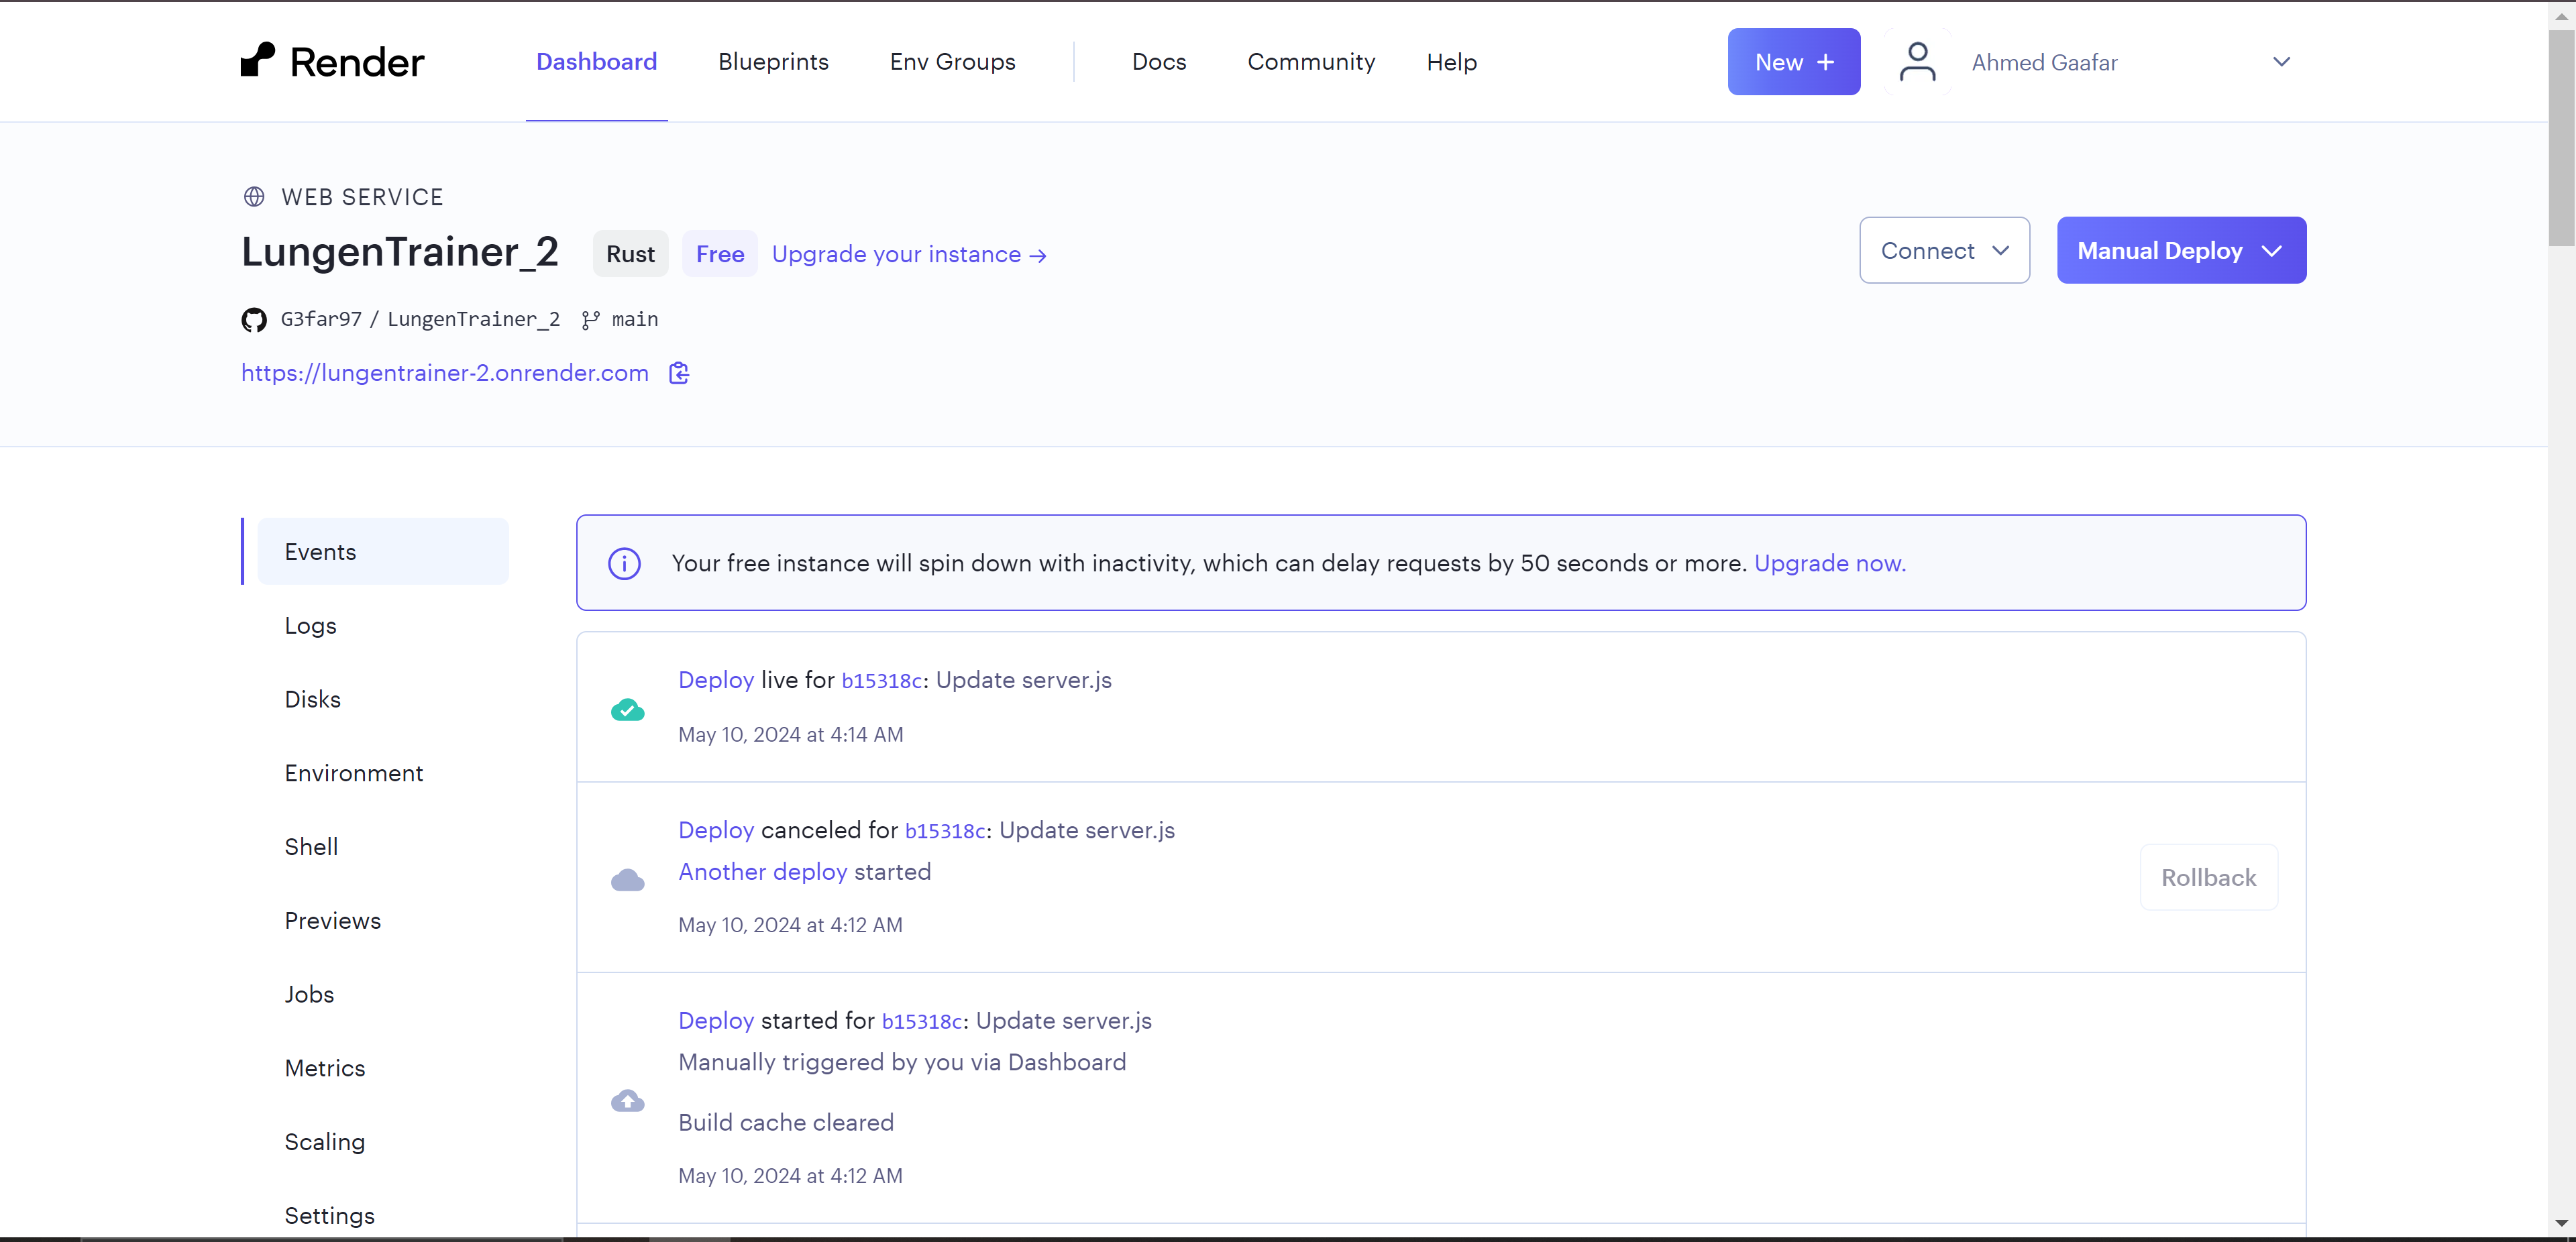 Render
Dashboard
Blueprints
Env Groups
Docs
Community
Help
New +
Ahmed Gaafar
WEB SERVICE
LungenTrainer_2
Rust
Free
Upgrade your instance →
Connect
Manual Deploy
G3far97 / LungenTrainer_2
main
https://lungentrainer-2.onrender.com
Events
Logs
Disks
Environment
Shell
Previews
Jobs
Metrics
Scaling
Settings
Your free instance will spin down with inactivity, which can delay requests by 50 seconds or more. Upgrade now.
Deploy live for b15318c: Update server.js
May 10, 2024 at 4:14 AM
Deploy canceled for b15318c: Update server.js
Another deploy started
May 10, 2024 at 4:12 AM
Rollback
Deploy started for b15318c: Update server.js
Manually triggered by you via Dashboard
Build cache cleared
May 10, 2024 at 4:12 AM